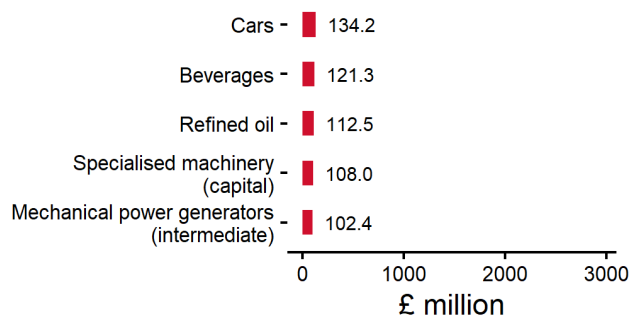 Cars 134.2
Beverages 121.3
Refined oil 112.5
Specialised machinery
(capital) 108.0
Mechanical power generators
(intermediate) 102.4
0 1000 2000 3000
£ million